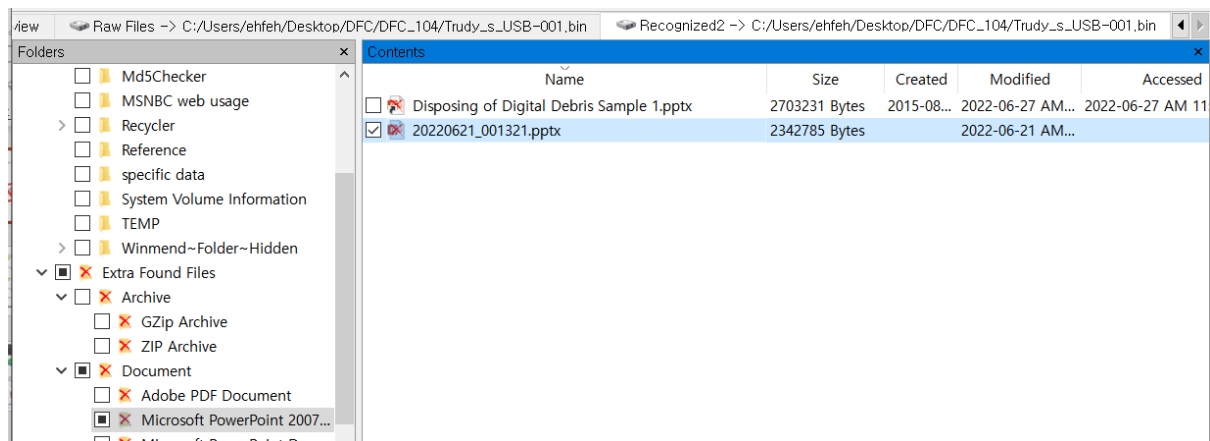 view Raw Files -> C:/Users/ehfeh/Desktop/DFC/DFC_104/Trudy_s_USB-001.bin Recognized2 -> C:/Users/ehfeh/Desktop/DFC/DFC_104/Trudy_s_USB-001.bin
Folders
Contents
Name Size Created Modified Accessed
Disposing of Digital Debris Sample 1.pptx 2703231 Bytes 2015-08... 2022-06-27 AM... 2022-06-27 AM 11:
20220621_001321.pptx 2342785 Bytes 2022-06-21 AM...
Md5Checker
MSNBC web usage
Recycler
Reference
specific data
System Volume Information
TEMP
Winmend~Folder~Hidden
Extra Found Files
Archive
GZip Archive
ZIP Archive
Document
Adobe PDF Document
Microsoft PowerPoint 2007...